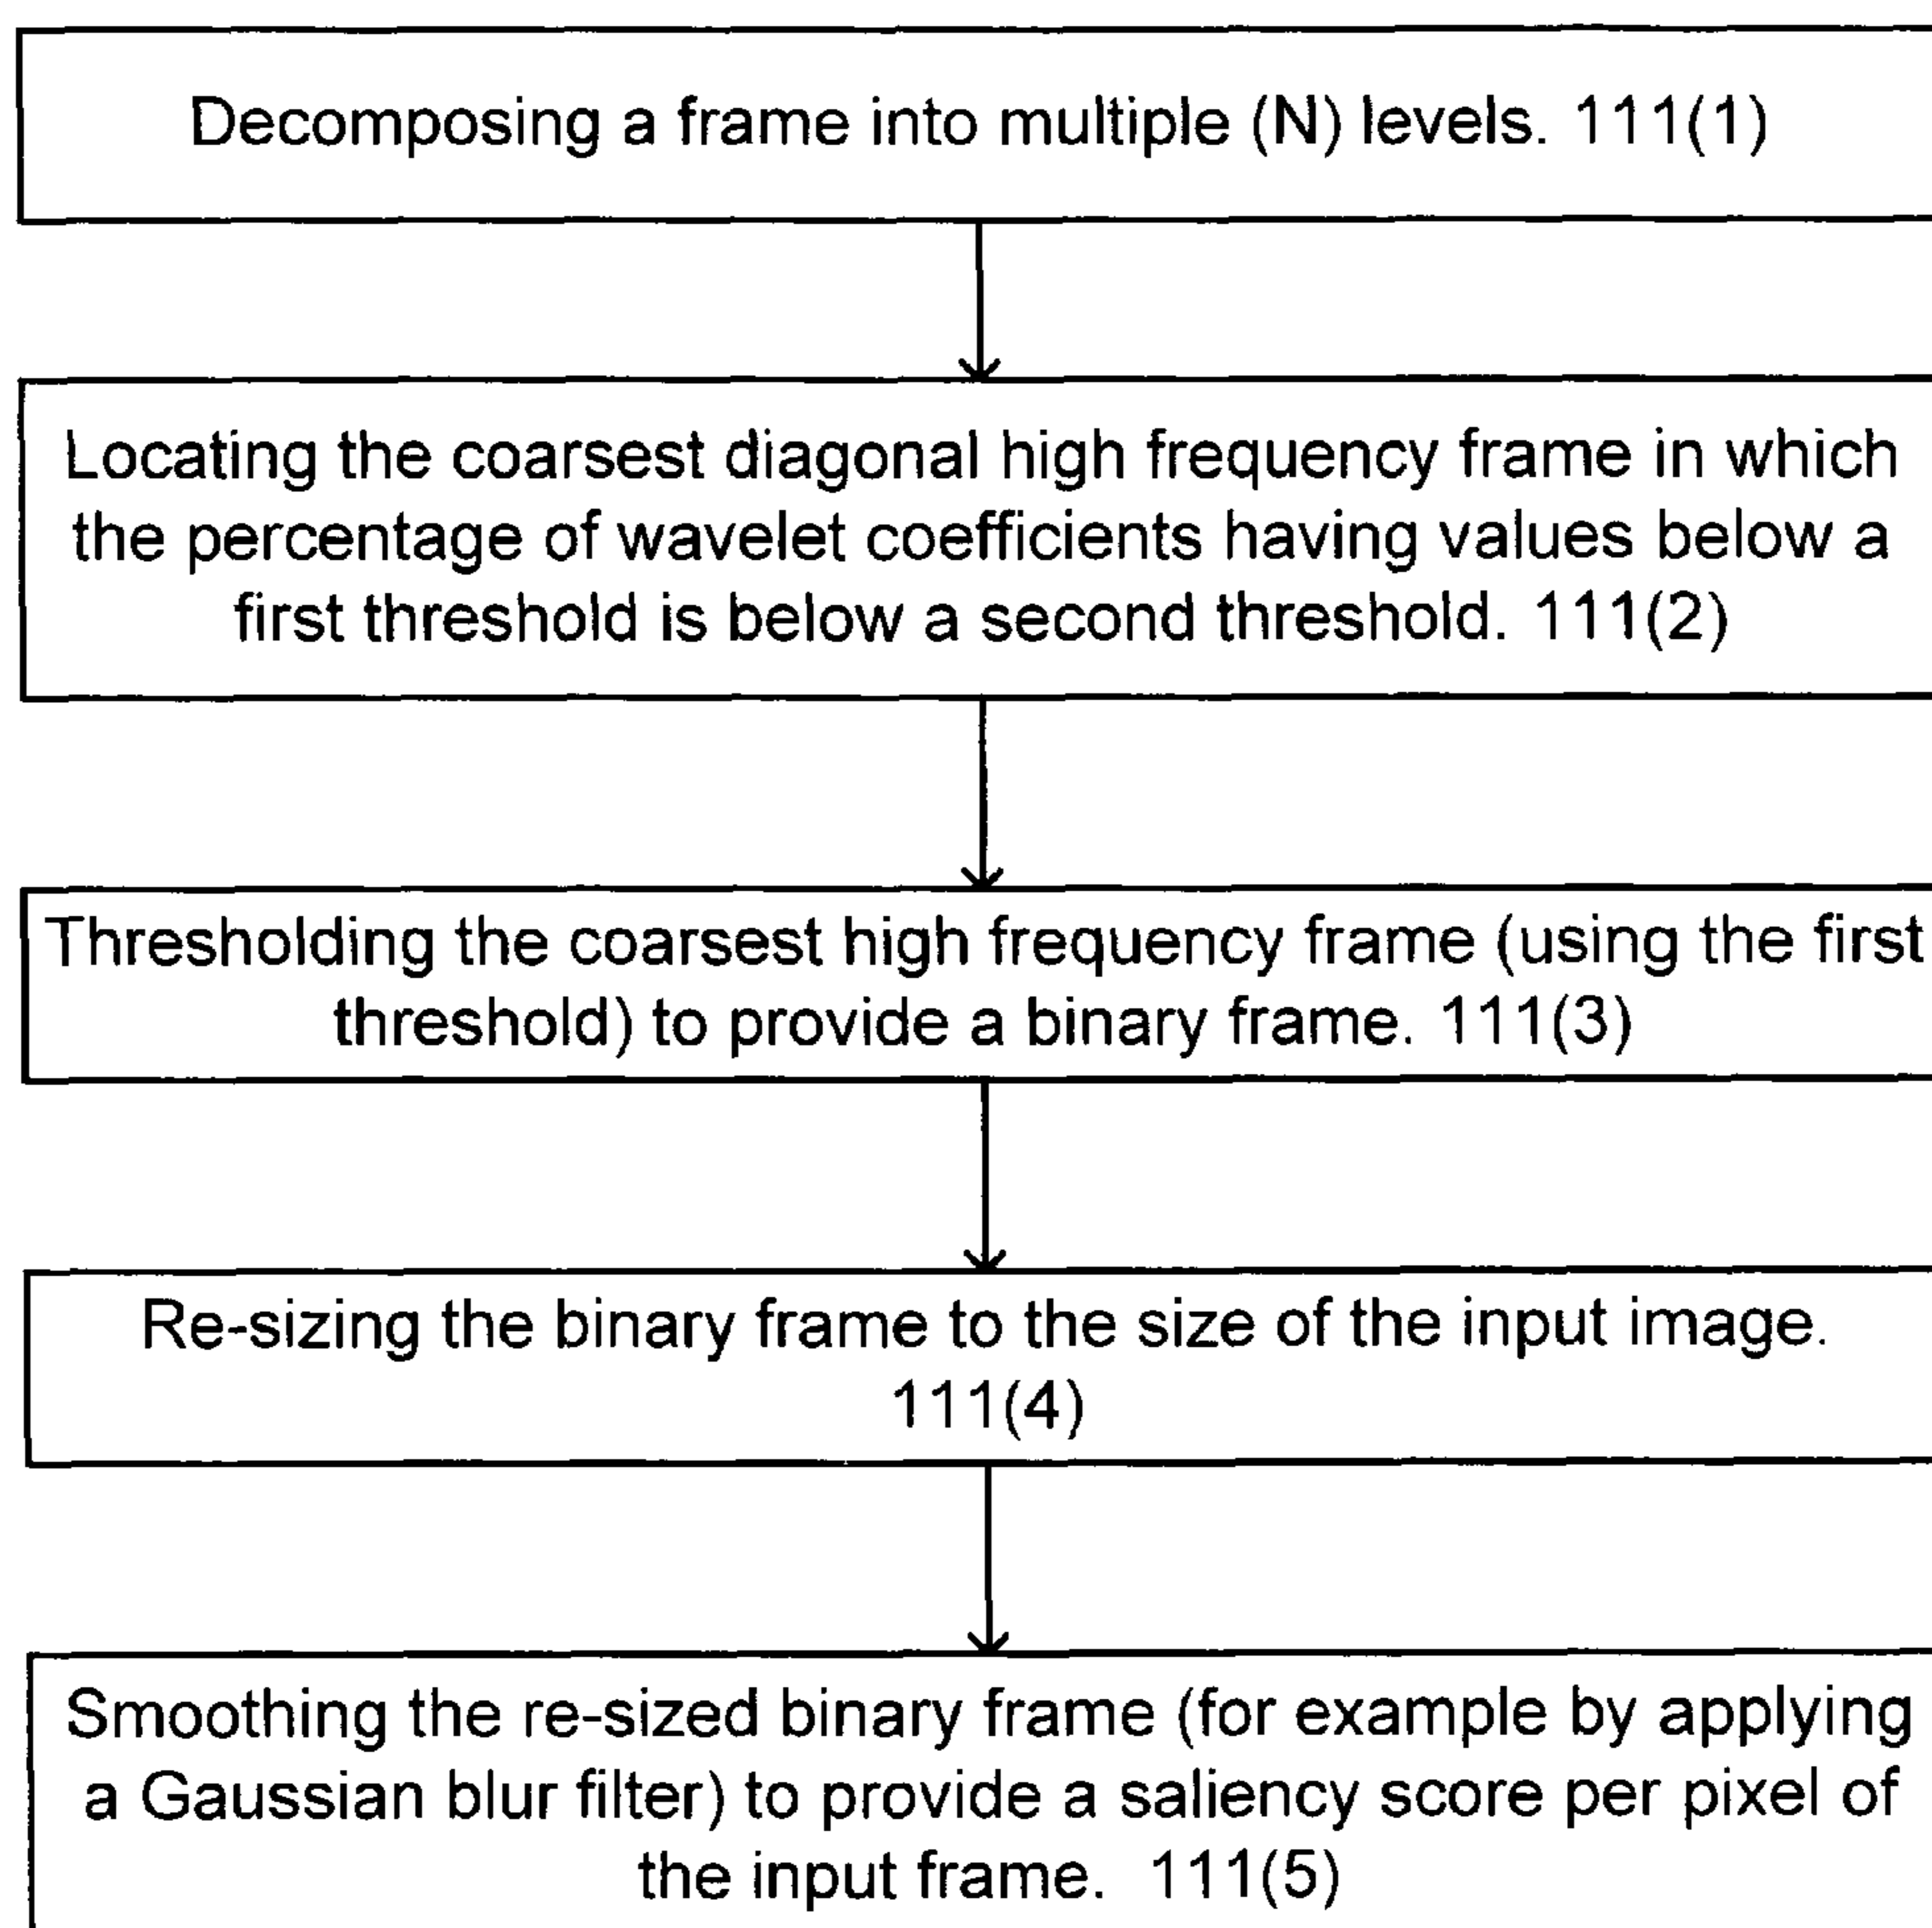 Decomposing a frame into multiple (N) levels. 111(1)
Locating the coarsest diagonal high frequency frame in which
the percentage of wavelet coefficients having values below a
first threshold is below a second threshold. 111(2)
Thresholding the coarsest high frequency frame (using the first
threshold) to provide a binary frame. 111(3)
Re-sizing the binary frame to the size of the input image.
111(4)
Smoothing the re-sized binary frame (for example by applying
a Gaussian blur filter) to provide a saliency score per pixel of
the input frame. 111(5)